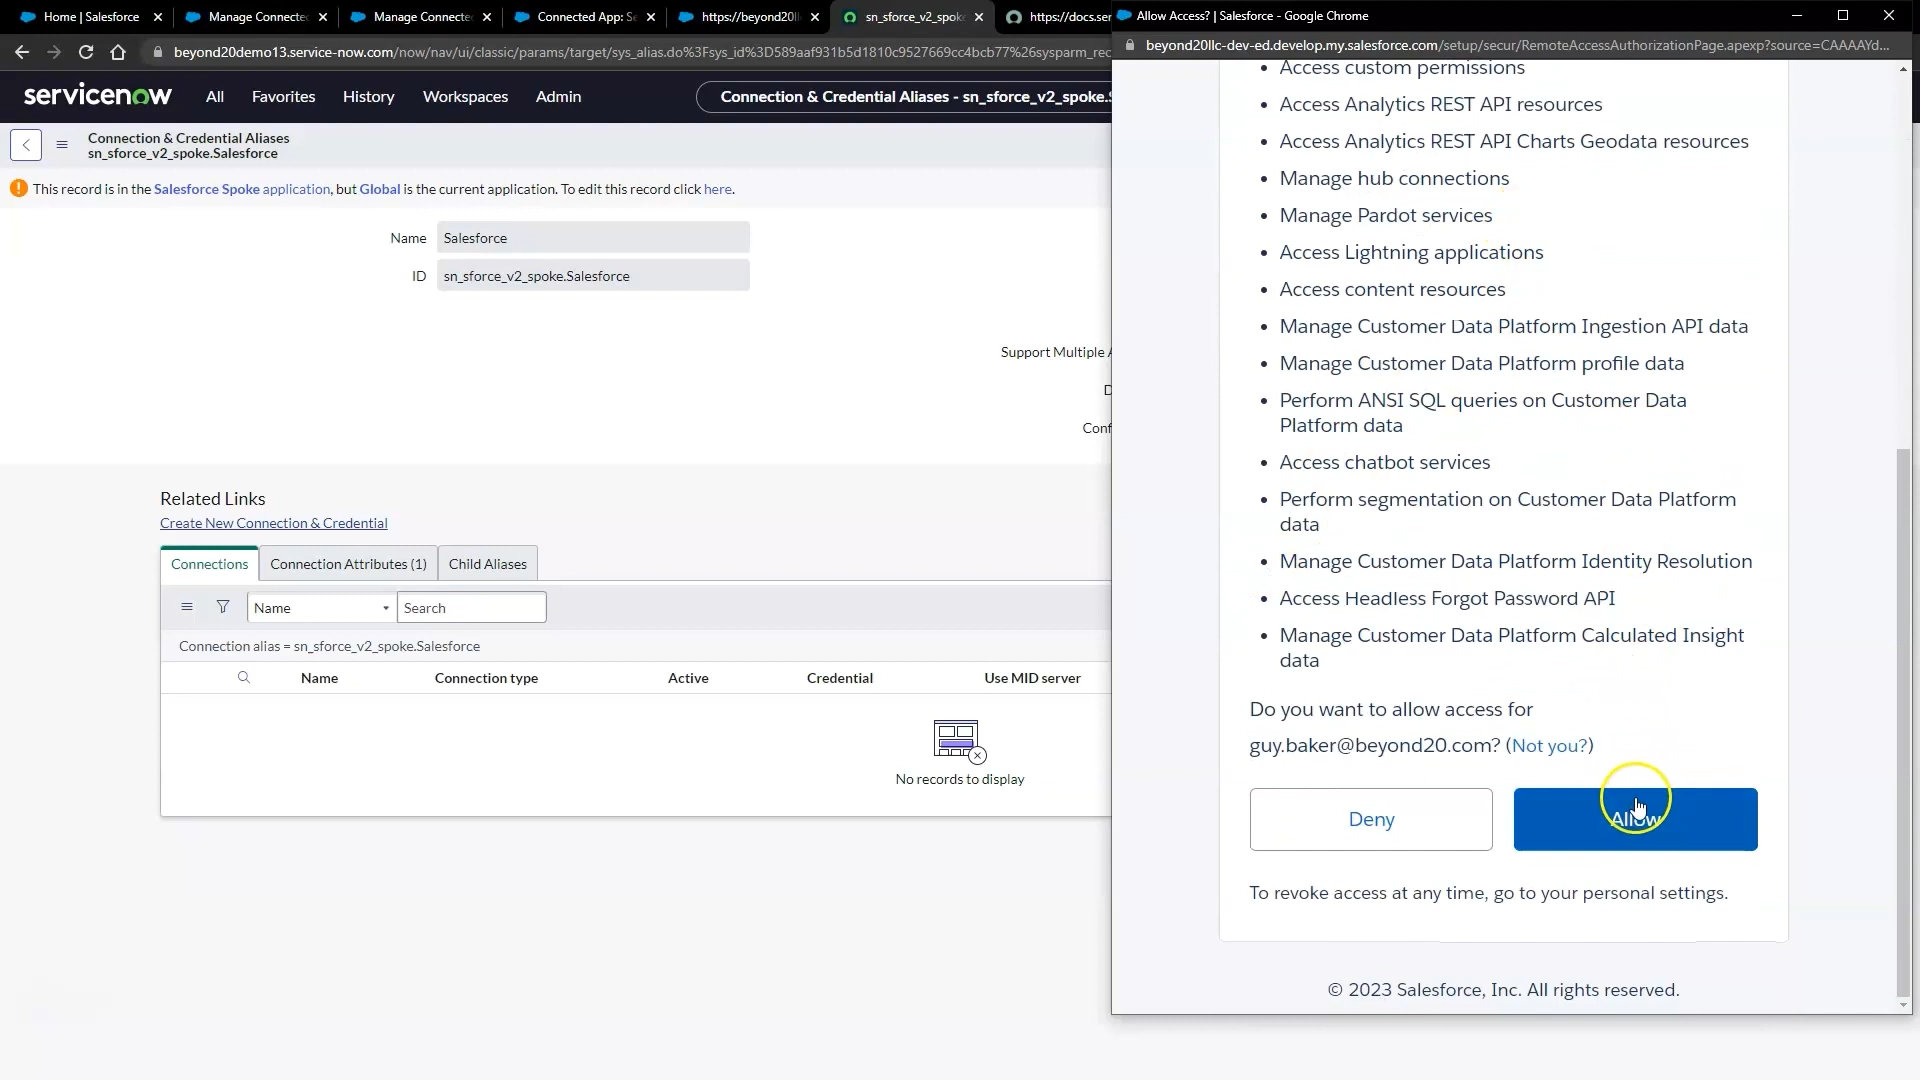 Home | Salesforce
Manage Connecte
Manage Connecte
Connected App: Se
https://beyond20ll
sn_sforce_v2_spok
https://docs.ser
Allow Access? | Salesforce - Google Chrome
beyond20demo13.service-now.com/now/nav/ui/classic/params/target/sys_alias.do%3Fsys_id%3D589aaf931b5d1810c9527669cc4bcb77%26sysparm_rec
beyond20llc-dev-ed.develop.my.salesforce.com/setup/secur/RemoteAccessAuthorizationPage.apexp?source=CAAAAYd...
servicenow
All
Favorites
History
Workspaces
Admin
Connection & Credential Aliases - sn_sforce_v2_spoke.S
Connection & Credential Aliases
sn_sforce_v2_spoke.Salesforce
This record is in the Salesforce Spoke application, but Global is the current application. To edit this record click here.
Name
Salesforce
ID
sn_sforce_v2_spoke.Salesforce
Support Multiple A
D
Conf
Related Links
Create New Connection & Credential
Connections
Connection Attributes (1)
Child Aliases
Name
Search
Connection alias = sn_sforce_v2_spoke.Salesforce
Name
Connection type
Active
Credential
Use MID server
No records to display
• Access custom permissions
• Access Analytics REST API resources
• Access Analytics REST API Charts Geodata resources
• Manage hub connections
• Manage Pardot services
• Access Lightning applications
• Access content resources
• Manage Customer Data Platform Ingestion API data
• Manage Customer Data Platform profile data
• Perform ANSI SQL queries on Customer Data
Platform data
• Access chatbot services
• Perform segmentation on Customer Data Platform
data
• Manage Customer Data Platform Identity Resolution
• Access Headless Forgot Password API
• Manage Customer Data Platform Calculated Insight
data
Do you want to allow access for
guy.baker@beyond20.com? (Not you?)
Deny
Allow
To revoke access at any time, go to your personal settings.
© 2023 Salesforce, Inc. All rights reserved.